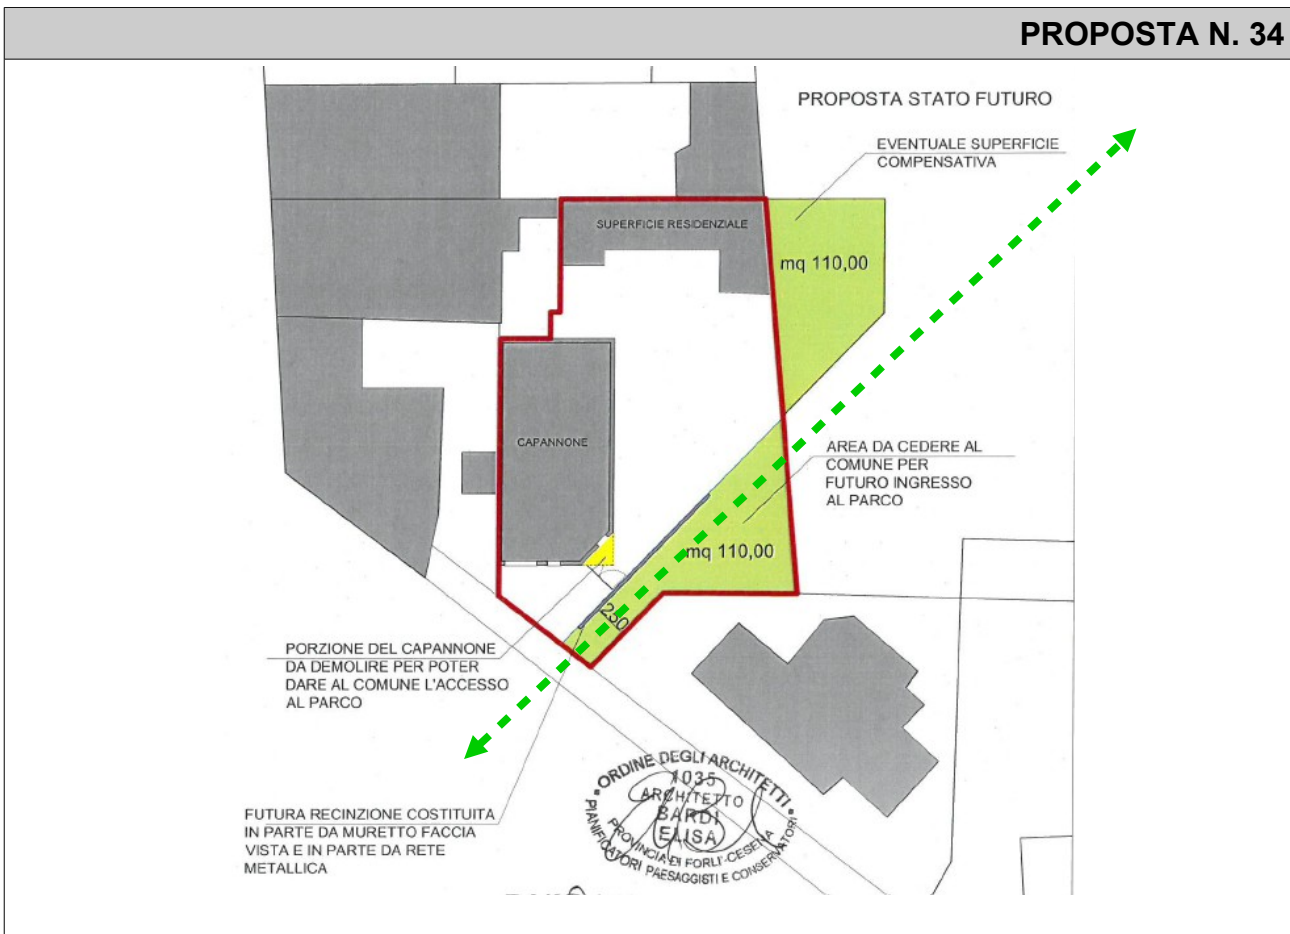 PROPOSTA N. 34
PROPOSTA STATO FUTURO
EVENTUALE SUPERFICIE
COMPENSATIVA
SUPERFICIE RESIDENZIALE
mq 110,00
CAPANNONE
AREA DA CEDERE AL
COMUNE PER
FUTURO INGRESSO
AL PARCO
mq 110,00
250
PORZIONE DEL CAPANNONE
DA DEMOLIRE PER POTER
DARE AL COMUNE L'ACCESSO
AL PARCO
FUTURA RECINZIONE COSTITUITA
IN PARTE DA MURETTO FACCIA
VISTA E IN PARTE DA RETE
METALLICA
ORDINE DEGLI ARCHITETTI
1035
ARCHITETTO
BARDI
ELISA
PROVINCIA DI FORLI'-CESENA
PIANIFICATORI PAESAGGISTI E CONSERVATORI